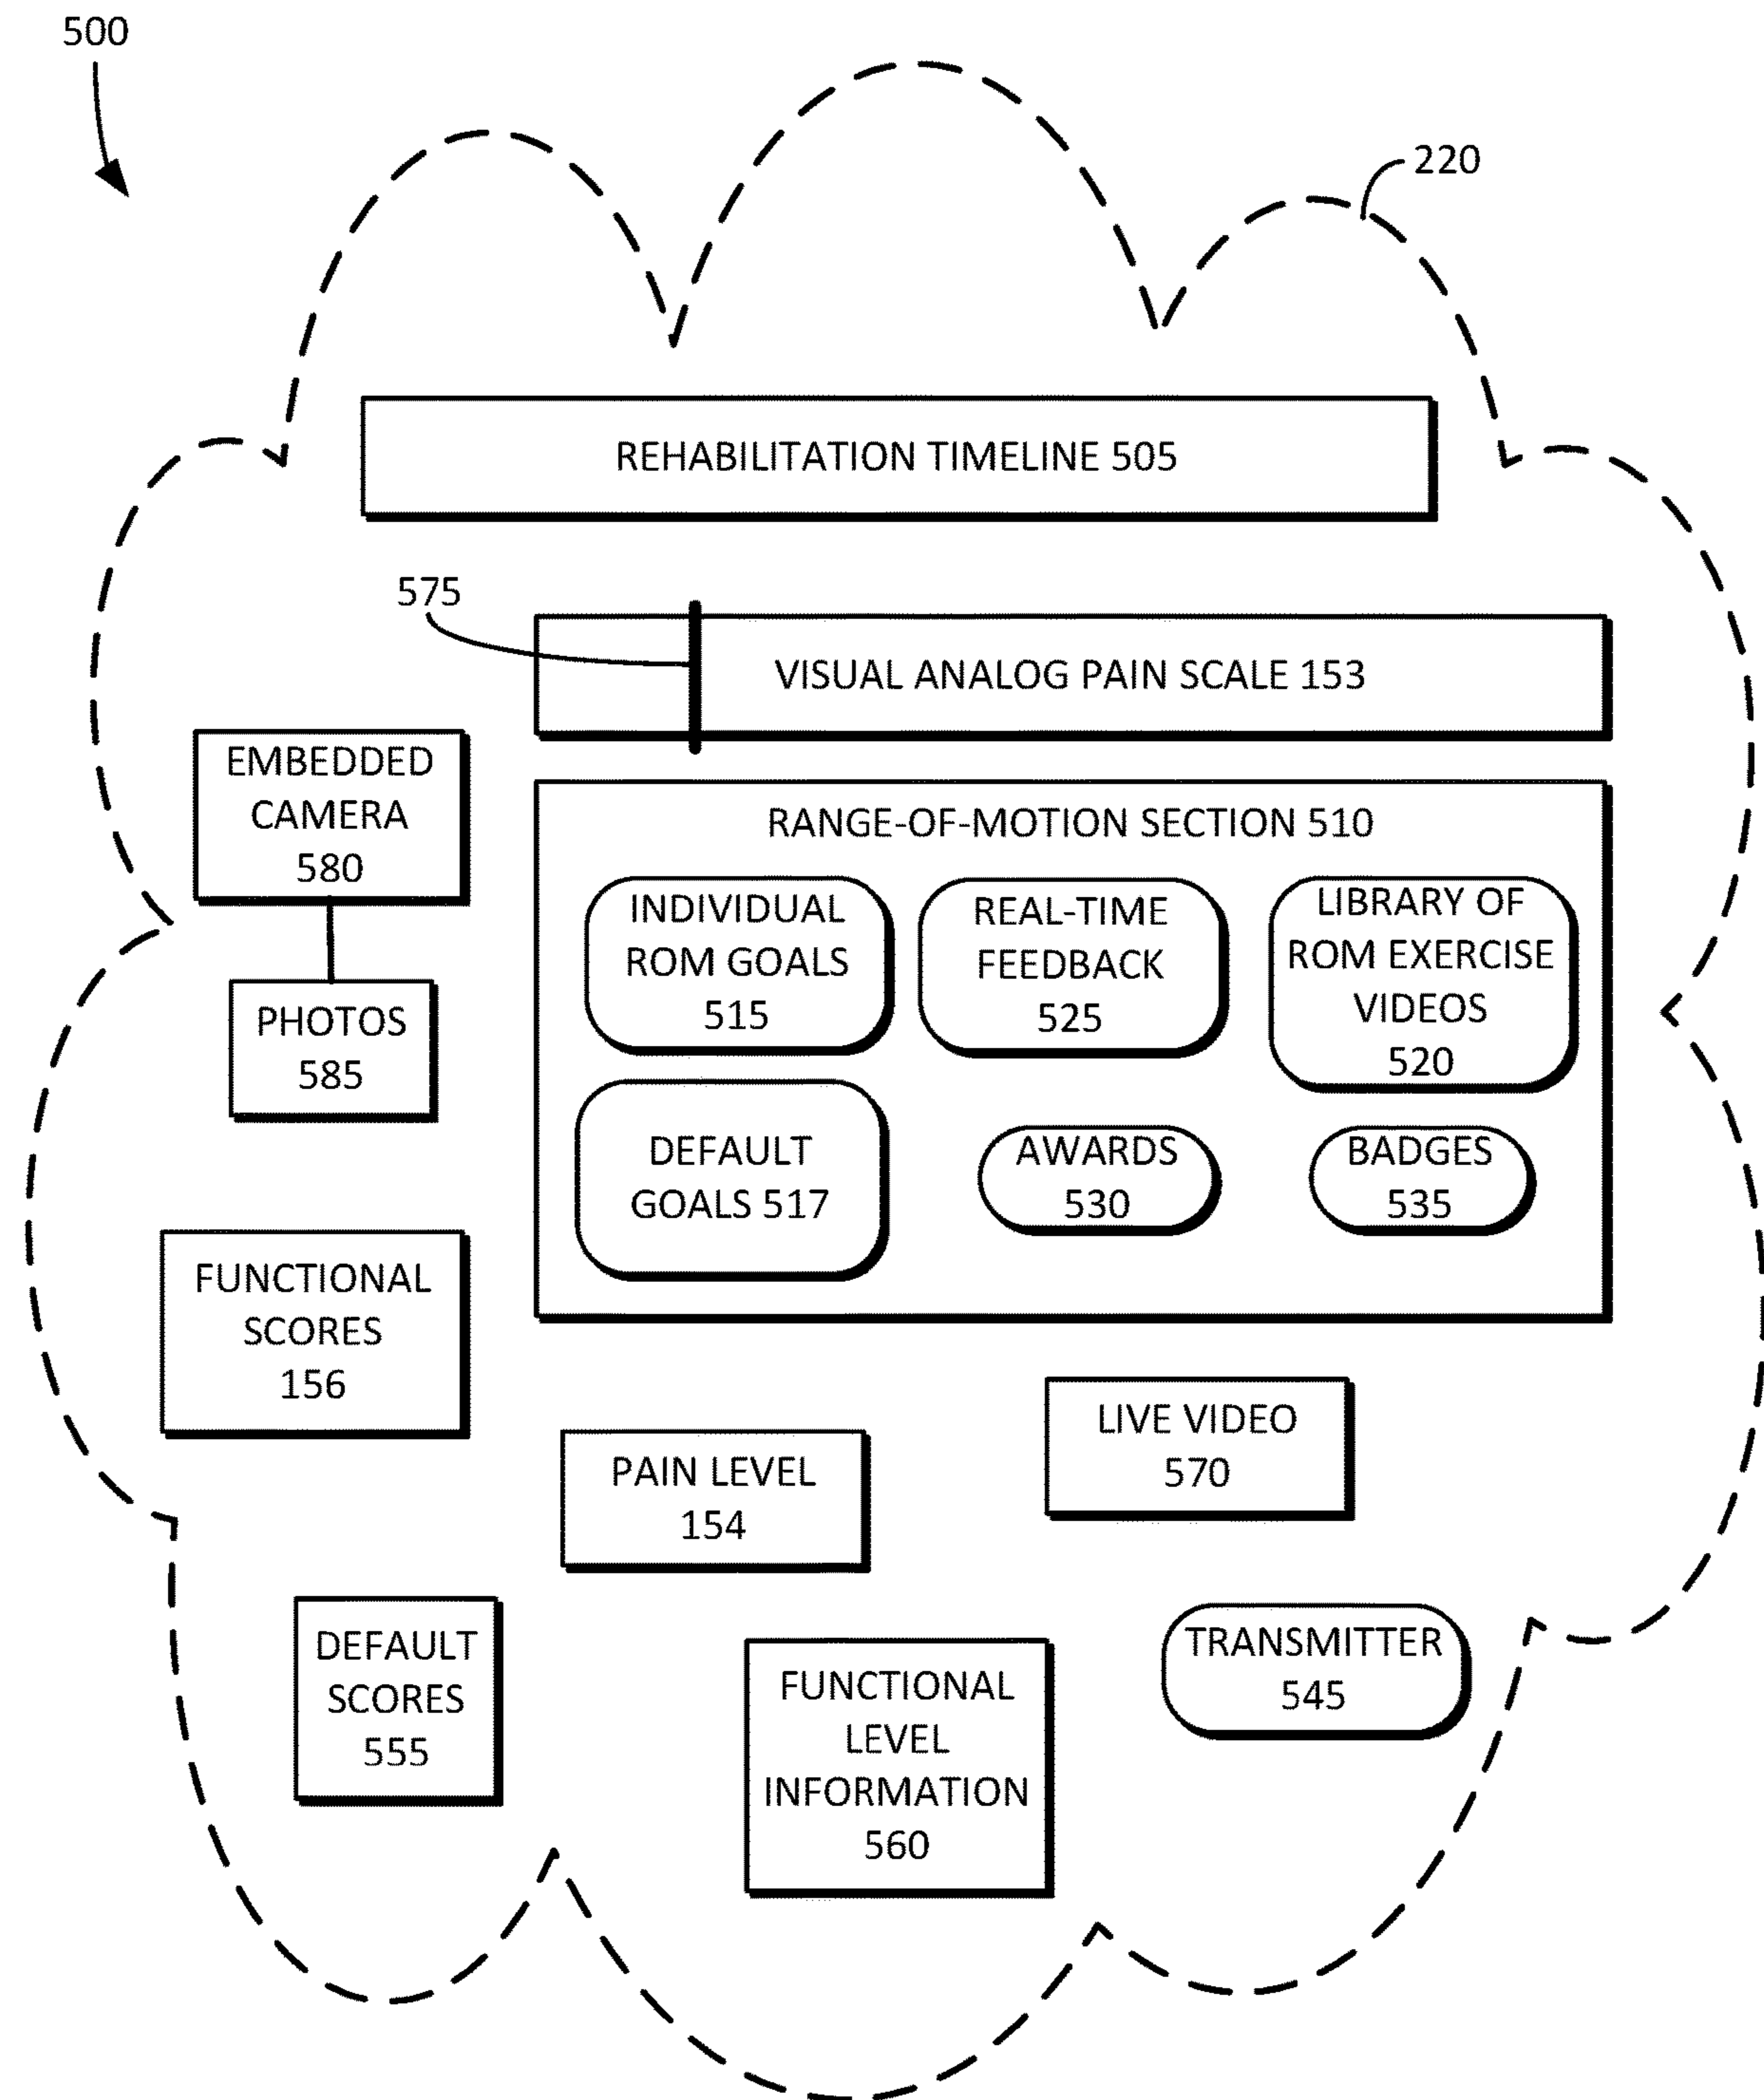 500
220
REHABILITATION TIMELINE 505
575
VISUAL ANALOG PAIN SCALE 153
EMBEDDED
CAMERA
580
PHOTOS
585
RANGE-OF-MOTION SECTION 510
INDIVIDUAL
ROM GOALS
515
REAL-TIME
FEEDBACK
525
LIBRARY OF
ROM EXERCISE
VIDEOS
520
DEFAULT
GOALS 517
AWARDS
530
BADGES
535
FUNCTIONAL
SCORES
156
PAIN LEVEL
154
LIVE VIDEO
570
DEFAULT
SCORES
555
FUNCTIONAL
LEVEL
INFORMATION
560
TRANSMITTER
545